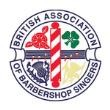 BRITISH ASSOCIATION
OF BARBERSHOP SINGERS